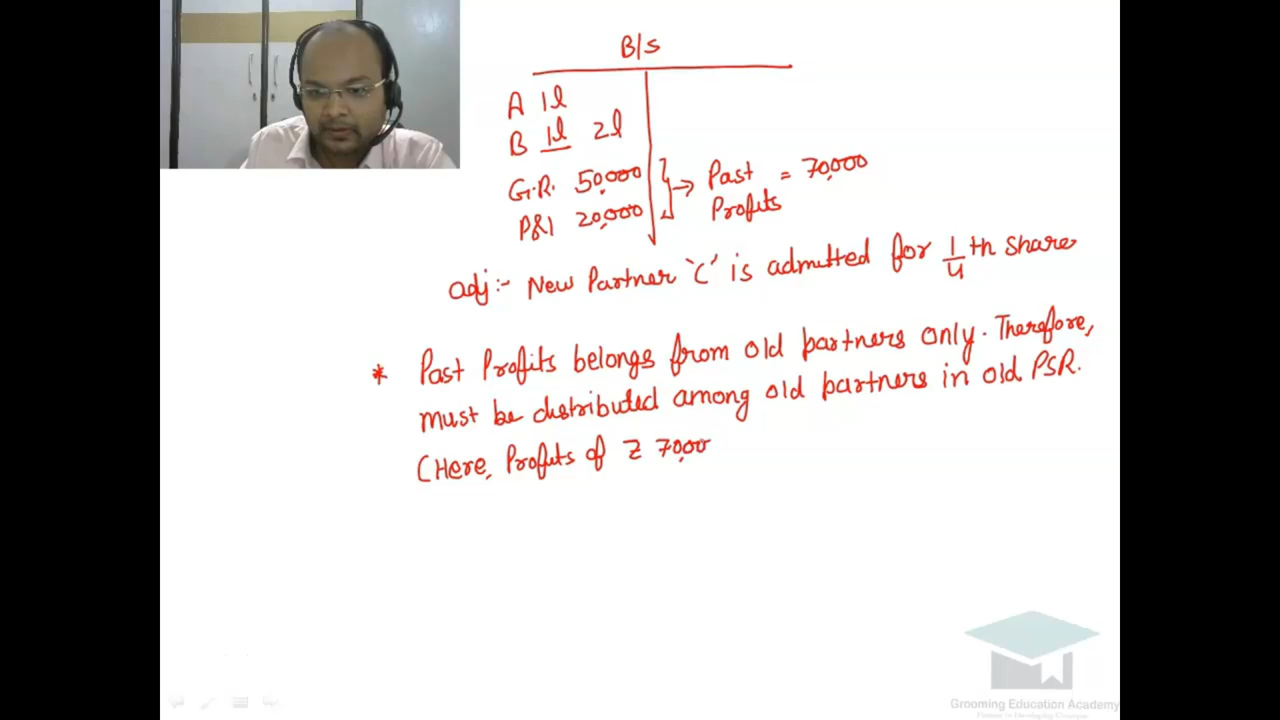 B/S
A 1l
B 1l 2l
G.R. 50,000
P&l 20,000
→ Past Profits = 70,000
adj:- New Partner 'C' is admitted for 1/4 th share
* Past Profits belongs from old partners only. Therefore,
must be distributed among old partners in old PSR.
(Here, Profits of ₹ 70,00
Grooming Education Academy